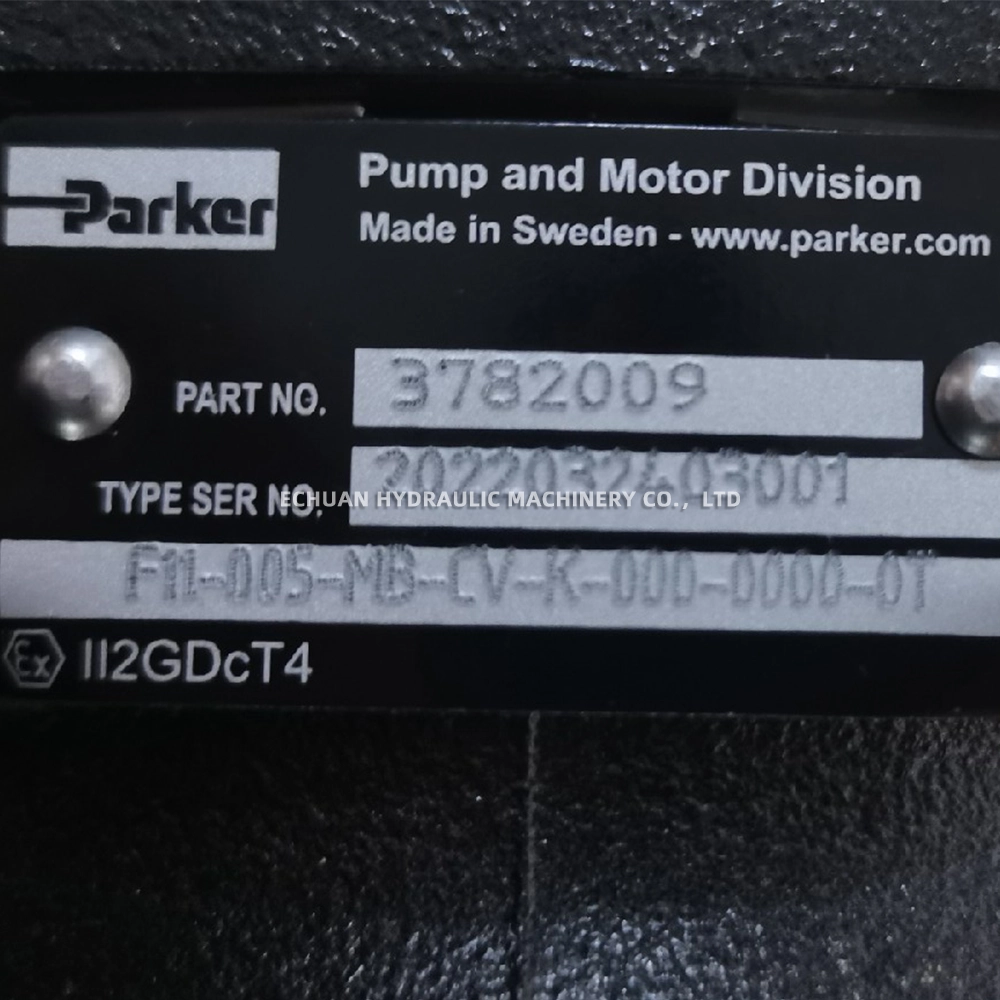 Parker
Pump and Motor Division
Made in Sweden - www.parker.com
PART NO. 3782009
TYPE SER NO. 2022032403001
ECHUAN HYDRAULIC MACHINERY CO., LTD
F11-005-MB-CV-K-000-0000-0T
Ex II2GDcT4